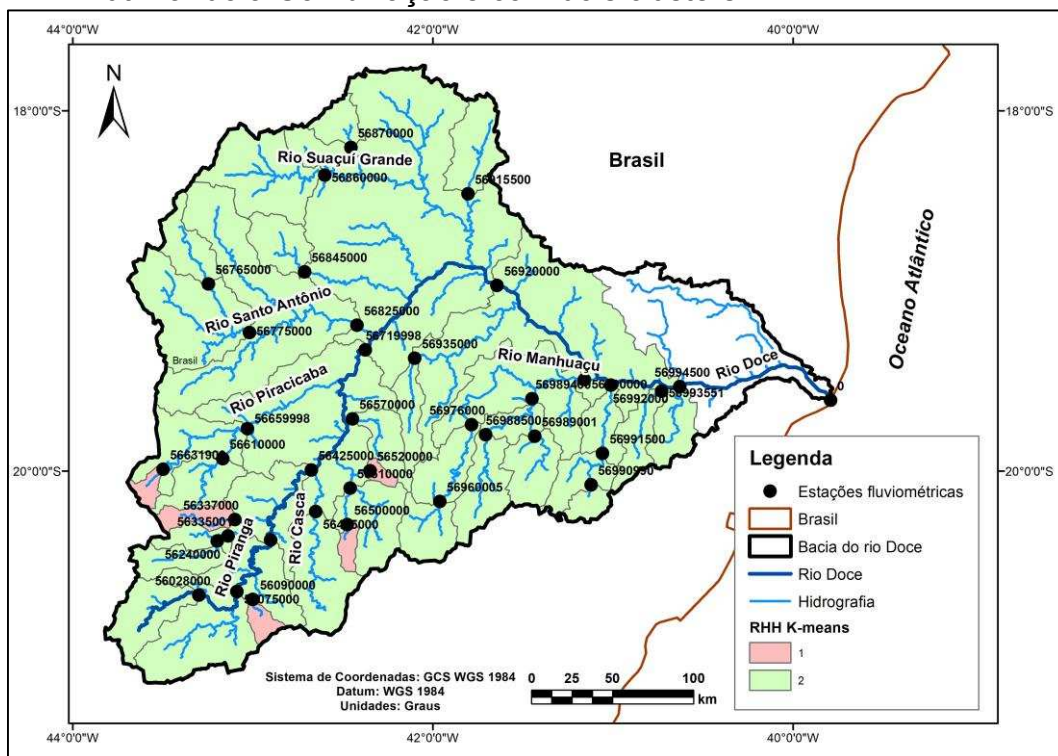 44°0'0"W
42°0'0"W
40°0'0"W
N
18°0'0"S
18°0'0"S
56870000
Rio Suaçuí Grande
56860000
56915500
Brasil
Oceano Atlântico
56765000
56845000
56920000
Rio Santo Antônio
56825000
56775000
56719998
Brasil
56935000
Rio Manhuaçu
56994500
Rio Doce
0
Rio Piracicaba
56992000
56993551
56570000
56976000
56988500
56989001
56659998
56610000
56991500
20°0'0"S
20°0'0"S
56425000
56520000
56990990
56337000
56500000
56960005
Rio Casca
56240000
Rio Piranga
56028000
56090000
Legenda
Estações fluviométricas
Brasil
Bacia do rio Doce
Rio Doce
Hidrografia
RHH K-means
1
2
Sistema de Coordenadas: GCS WGS 1984
Datum: WGS 1984
Unidades: Graus
0 12,5 25 50 75 100
km
44°0'0"W
42°0'0"W
40°0'0"W